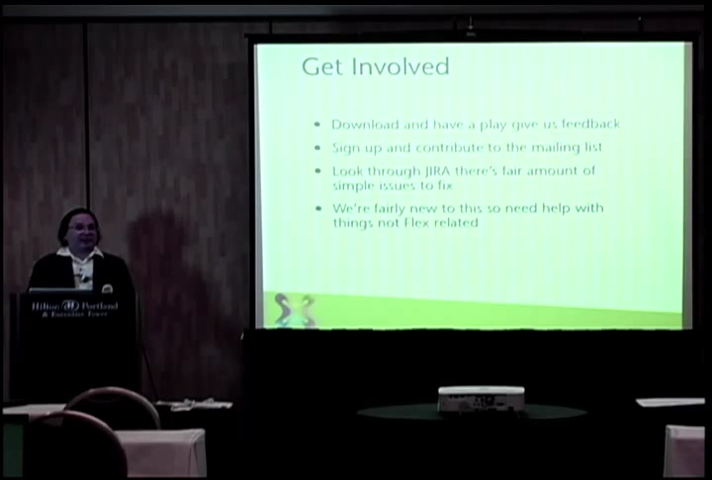 Get Involved
Download and have a play give us feedback
Sign up and contribute to the mailing list
Look through JIRA there's fair amount of
simple issues to fix
We're fairly new to this so need help with
things not Flex related
Hilton H Portland
& Executive Tower